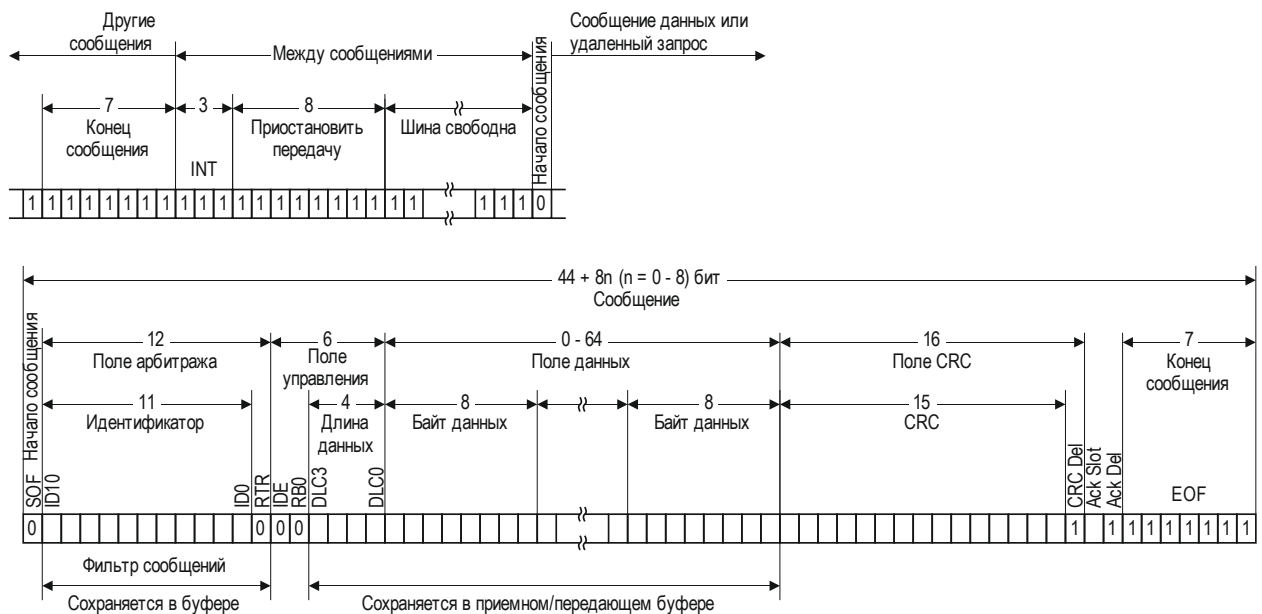 Другие
сообщения
Между сообщениями
Начало сообщения
Сообщение данных или
удаленный запрос
7
Конец
сообщения
3
INT
8
Приостановить
передачу
Шина свободна
1 1 1 1 1 1 1 1 1 1 1 1 1 1 1 1 1 1 1 1 1 1 1 1 0
44 + 8n (n = 0 - 8) бит
Сообщение
Начало сообщения
12
Поле арбитража
6
Поле
управления
0 - 64
Поле данных
16
Поле CRC
7
Конец
сообщения
11
Идентификатор
4
Длина
данных
8
Байт данных
8
Байт данных
15
CRC
SOF
ID10
ID0
RTR
IDE
RB0
DLC3
DLC0
CRC Del
Ack Slot
Ack Del
EOF
0 0 0 0 1 1 1 1 1 1 1 1 1
Фильтр сообщений
Сохраняется в буфере
Сохраняется в приемном/передающем буфере